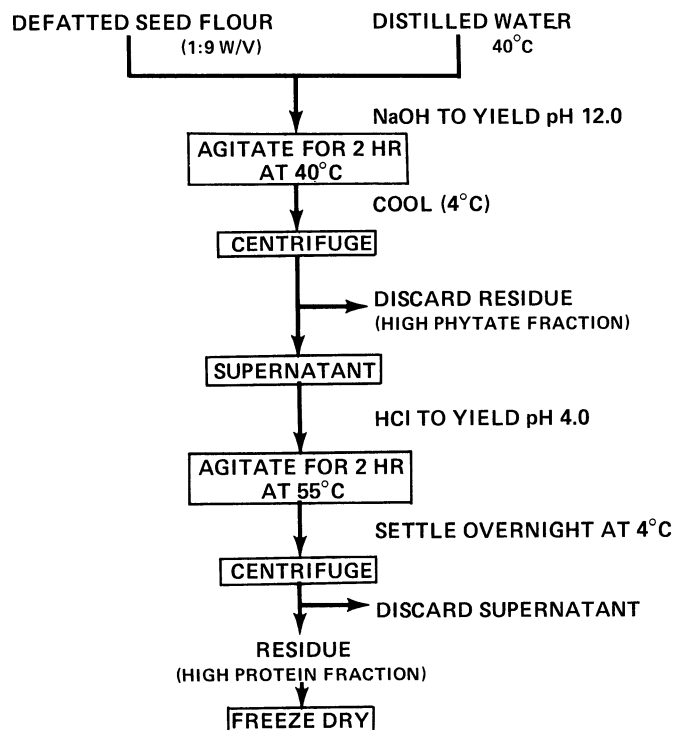 DEFATTED SEED FLOUR
(1:9 W/V)
DISTILLED WATER
40°C
NaOH TO YIELD pH 12.0
AGITATE FOR 2 HR
AT 40°C
COOL (4°C)
CENTRIFUGE
DISCARD RESIDUE
(HIGH PHYTATE FRACTION)
SUPERNATANT
HCl TO YIELD pH 4.0
AGITATE FOR 2 HR
AT 55°C
SETTLE OVERNIGHT AT 4°C
CENTRIFUGE
DISCARD SUPERNATANT
RESIDUE
(HIGH PROTEIN FRACTION)
FREEZE DRY